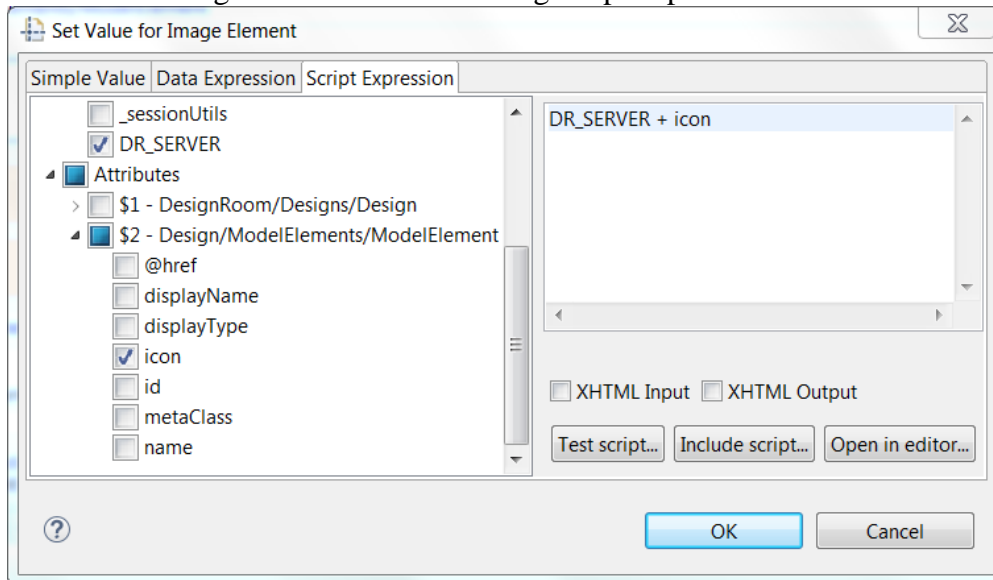 Set Value for Image Element
Simple Value Data Expression Script Expression
_sessionUtils
DR_SERVER
Attributes
$1 - DesignRoom/Designs/Design
$2 - Design/ModelElements/ModelElement
@href
displayName
displayType
icon
id
metaClass
name
DR_SERVER + icon
XHTML Input XHTML Output
Test script... Include script... Open in editor...
OK Cancel